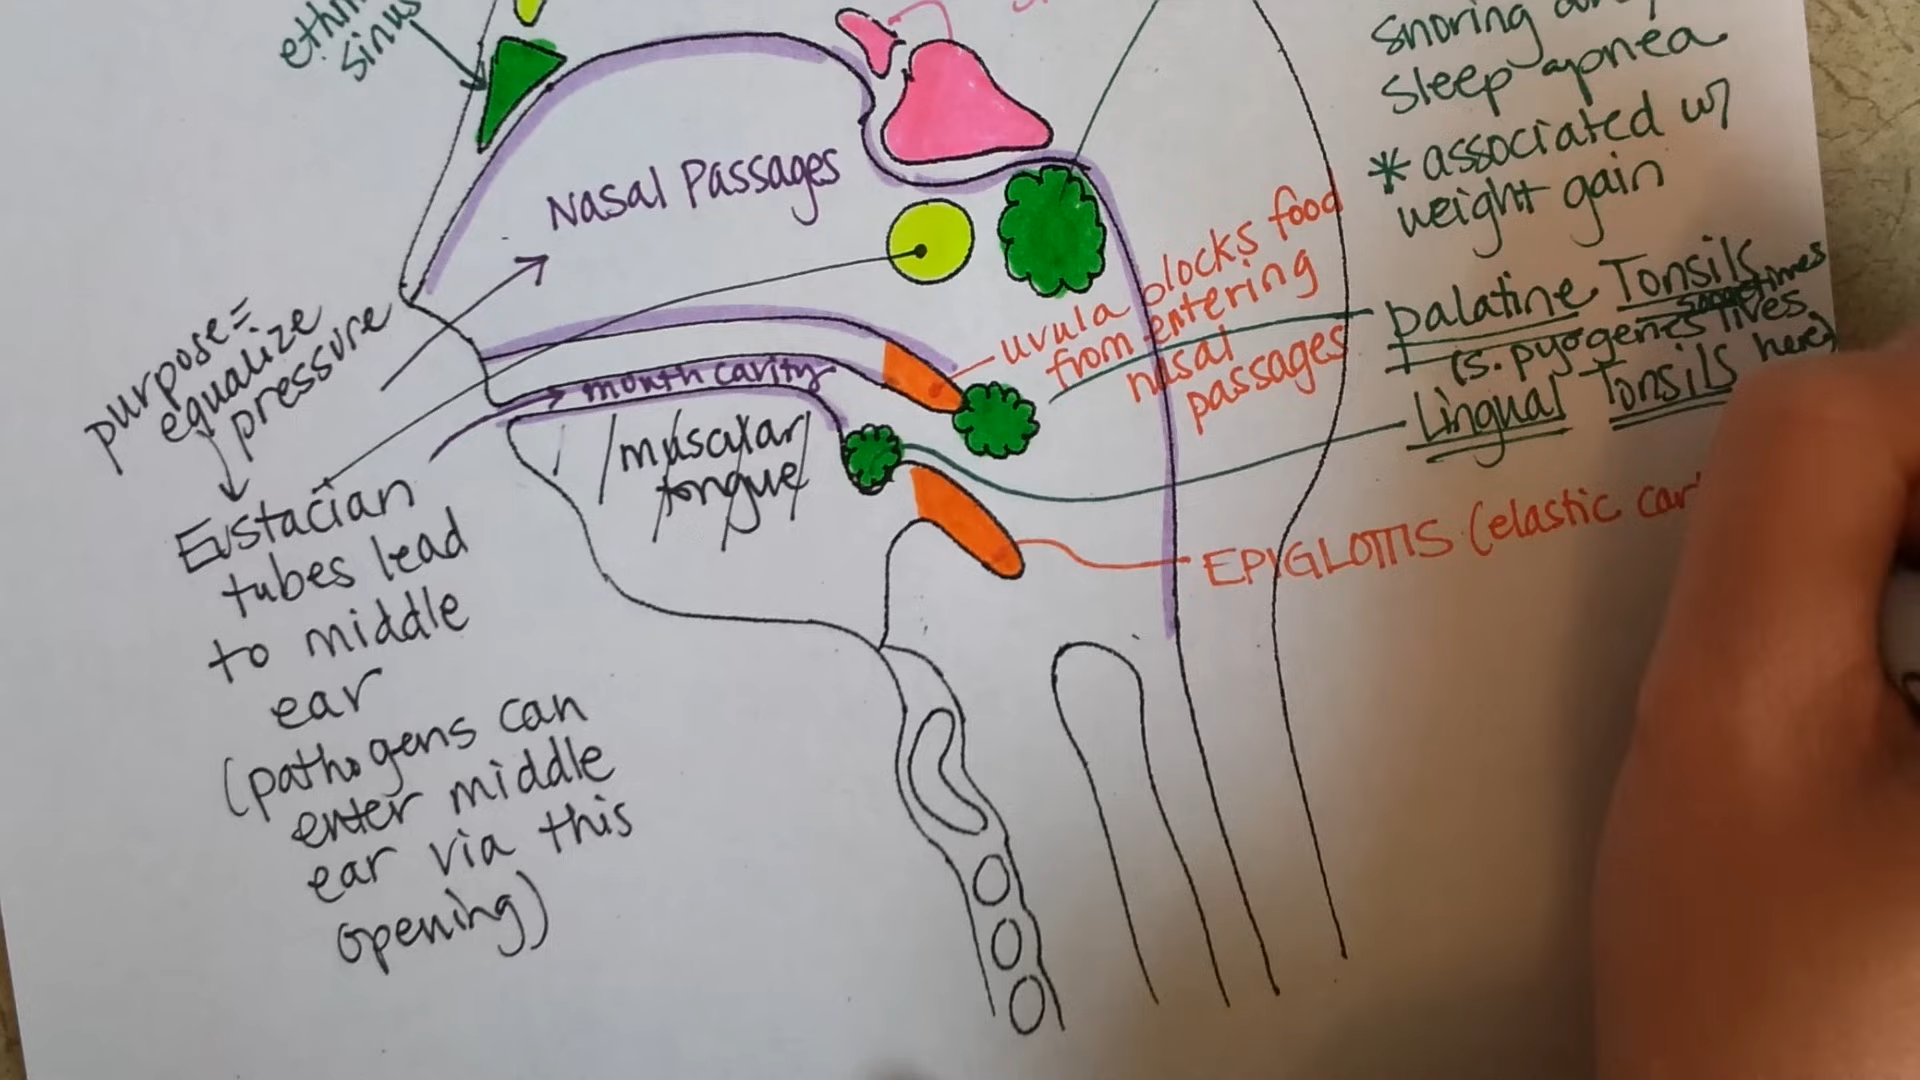 sinus
snoring
sleep apnea
* associated w/
weight gain
Nasal Passages
purpose=
equalize
pressure
Eustacian
tubes lead
to middle
ear
(pathogens can
enter middle
ear via this
opening)
mouth cavity
muscular
tongue
uvula blocks food
from entering
nasal
passages
palatine Tonsils
(s. pyogenes sometimes
lives here)
Lingual Tonsils
EPIGLOTTIS (elastic